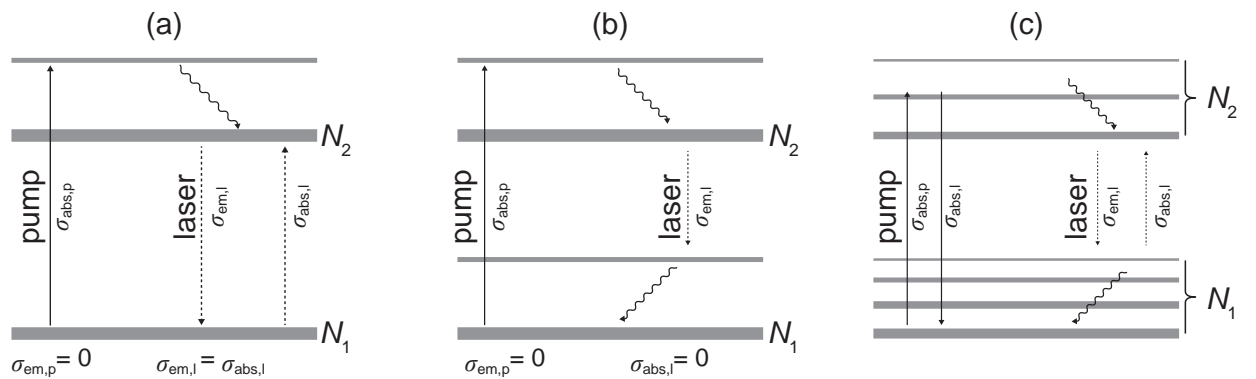 (a)
pump
σabs,p
laser
σem,l
σabs,l
N2
N1
σem,p = 0
σem,l = σabs,l
(b)
pump
σabs,p
laser
σem,l
N2
N1
σem,p = 0
σabs,l = 0
(c)
pump
σabs,p
σabs,l
laser
σem,l
σabs,l
N2
N1